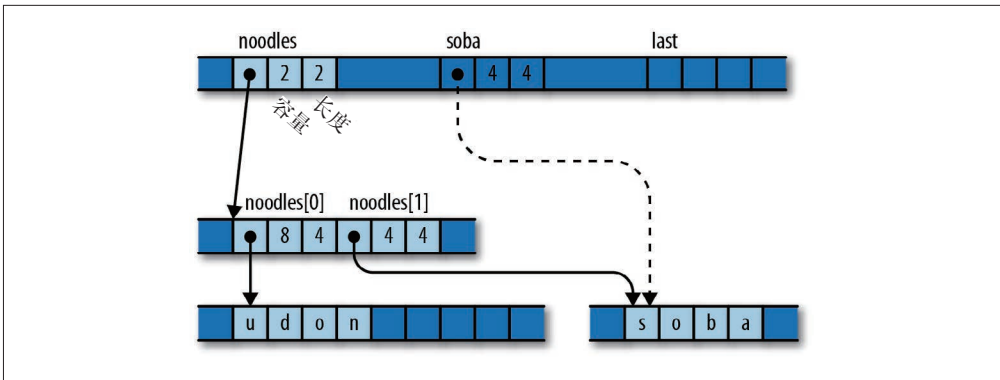 noodles soba last
2 2 4 4
容量 长度
noodles[0] noodles[1]
8 4 4 4
u d o n s o b a